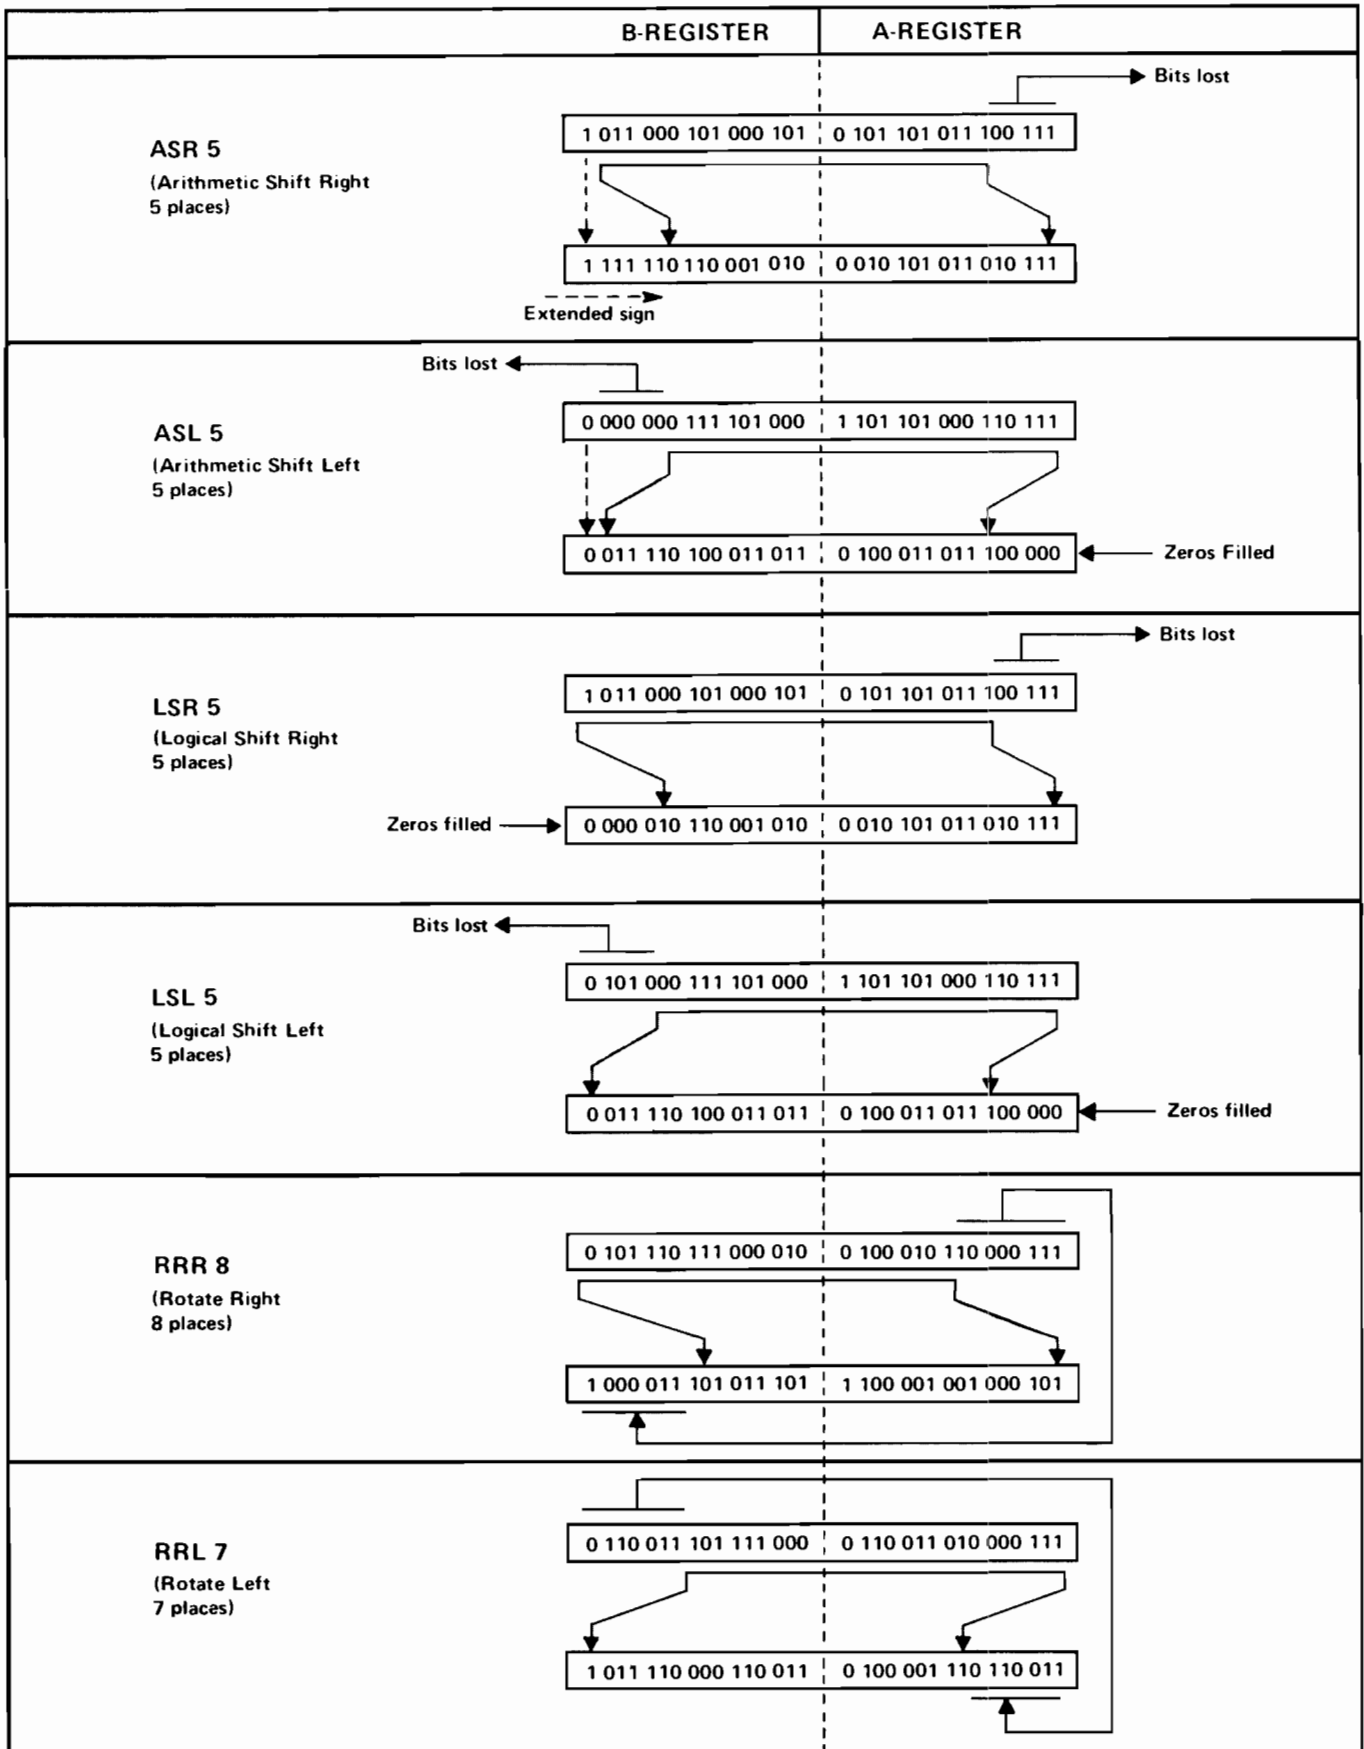 B-REGISTER A-REGISTER
Bits lost
1 011 000 101 000 101 0 101 101 011 100 111
ASR 5
(Arithmetic Shift Right
5 places)
1 111 110 110 001 010 0 010 101 011 010 111
Extended sign
Bits lost
0 000 000 111 101 000 1 101 101 000 110 111
ASL 5
(Arithmetic Shift Left
5 places)
0 011 110 100 011 011 0 100 011 011 100 000 Zeros Filled
Bits lost
1 011 000 101 000 101 0 101 101 011 100 111
LSR 5
(Logical Shift Right
5 places)
Zeros filled 0 000 010 110 001 010 0 010 101 011 010 111
Bits lost
0 101 000 111 101 000 1 101 101 000 110 111
LSL 5
(Logical Shift Left
5 places)
0 011 110 100 011 011 0 100 011 011 100 000 Zeros filled
0 101 110 111 000 010 0 100 010 110 000 111
RRR 8
(Rotate Right
8 places)
1 000 011 101 011 101 1 100 001 001 000 101
0 110 011 101 111 000 0 110 011 010 000 111
RRL 7
(Rotate Left
7 places)
1 011 110 000 110 011 0 100 001 110 110 011